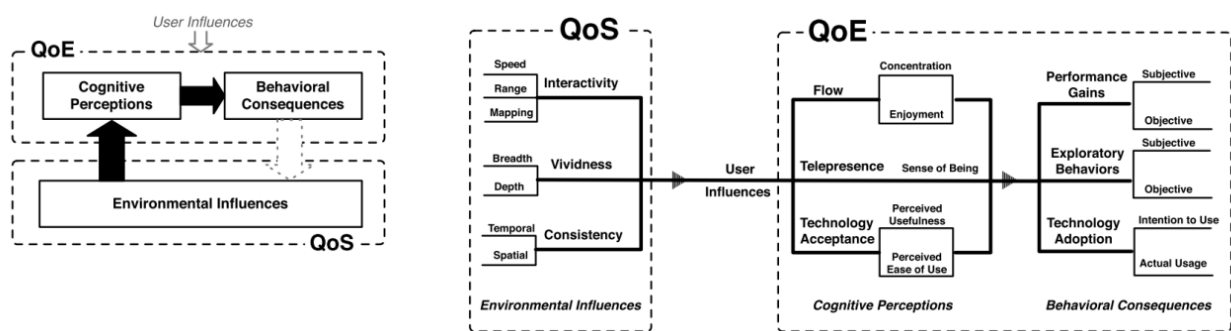 User Influences
QoE
Cognitive
Perceptions
Behavioral
Consequences
Environmental Influences
QoS
QoS
Speed
Range
Mapping
Interactivity
Breadth
Depth
Vividness
Temporal
Spatial
Consistency
Environmental Influences
User
Influences
QoE
Flow
Concentration
Enjoyment
Telepresence
Sense of Being
Technology
Acceptance
Perceived
Usefulness
Perceived
Ease of Use
Cognitive Perceptions
Performance
Gains
Subjective
Objective
Exploratory
Behaviors
Subjective
Objective
Technology
Adoption
Intention to Use
Actual Usage
Behavioral Consequences